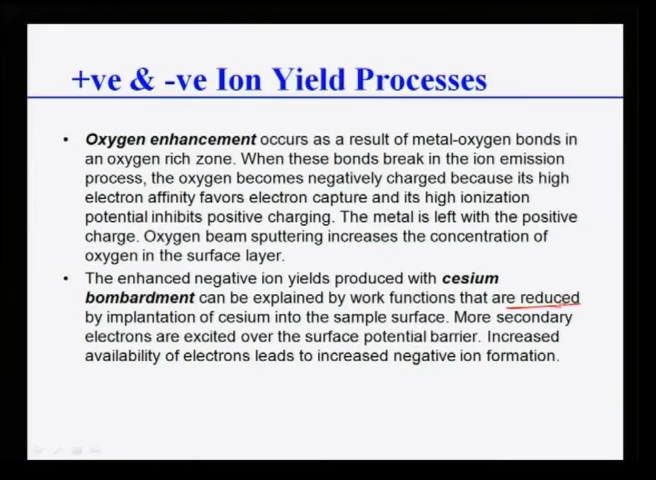 +ve & -ve Ion Yield Processes
• Oxygen enhancement occurs as a result of metal-oxygen bonds in
an oxygen rich zone. When these bonds break in the ion emission
process, the oxygen becomes negatively charged because its high
electron affinity favors electron capture and its high ionization
potential inhibits positive charging. The metal is left with the positive
charge. Oxygen beam sputtering increases the concentration of
oxygen in the surface layer.
• The enhanced negative ion yields produced with cesium
bombardment can be explained by work functions that are reduced
by implantation of cesium into the sample surface. More secondary
electrons are excited over the surface potential barrier. Increased
availability of electrons leads to increased negative ion formation.